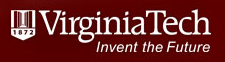 1872
VirginiaTech
Invent the Future